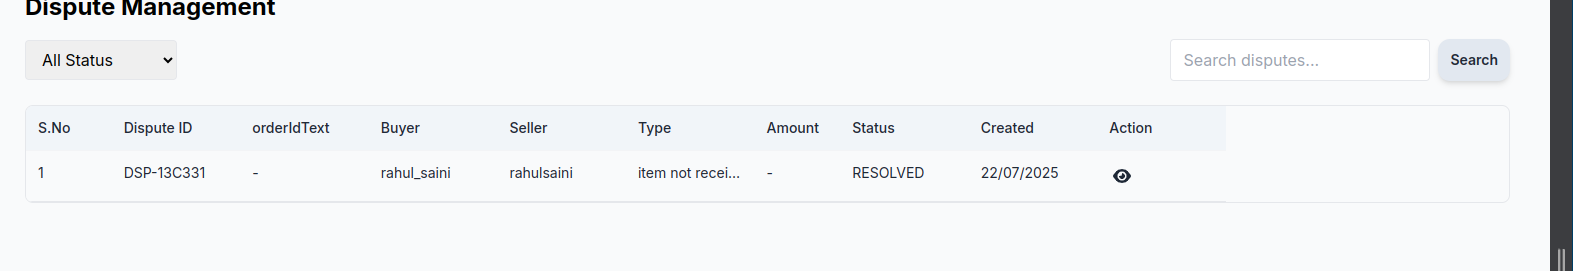 Dispute Management
All Status
Search disputes...
Search
S.No Dispute ID orderIdText Buyer Seller Type Amount Status Created Action
1 DSP-13C331 - rahul_saini rahulsaini item not recei... - RESOLVED 22/07/2025